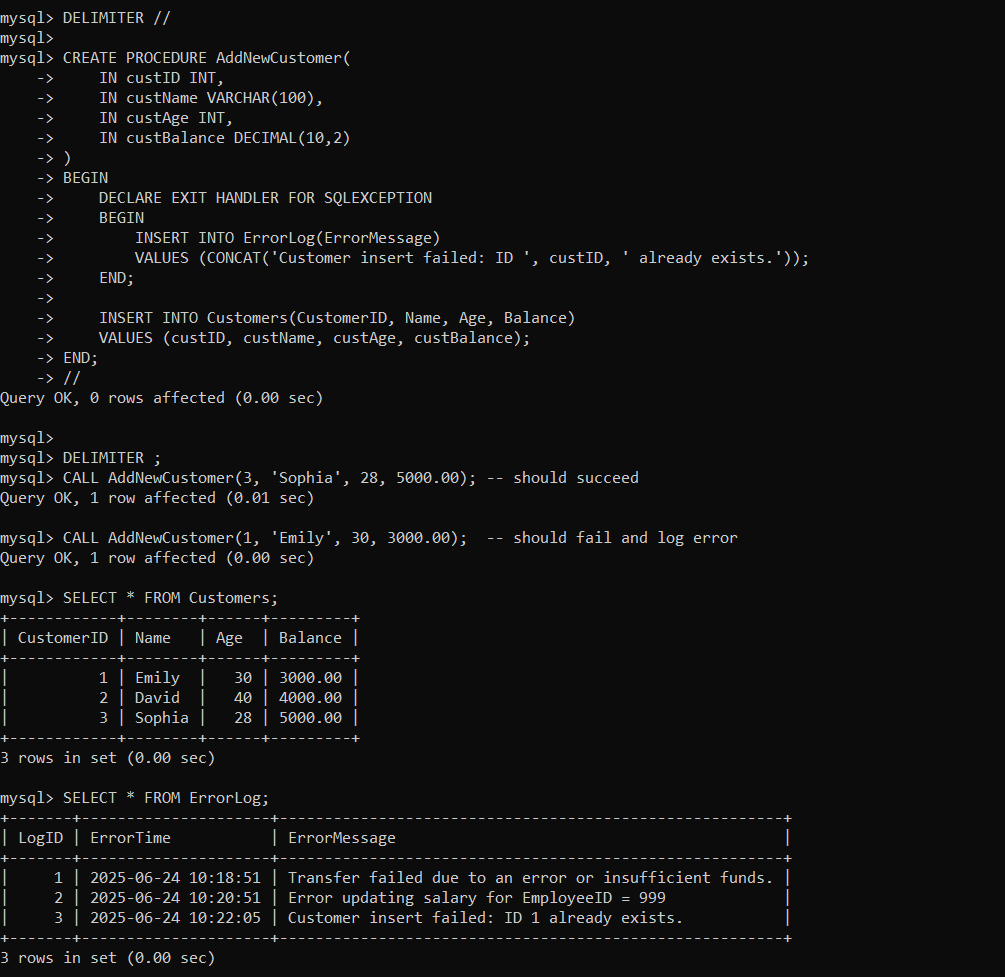 mysql> DELIMITER //
mysql>
mysql> CREATE PROCEDURE AddNewCustomer(
    ->     IN custID INT,
    ->     IN custName VARCHAR(100),
    ->     IN custAge INT,
    ->     IN custBalance DECIMAL(10,2)
    -> )
    -> BEGIN
    ->     DECLARE EXIT HANDLER FOR SQLEXCEPTION
    ->     BEGIN
    ->         INSERT INTO ErrorLog(ErrorMessage)
    ->         VALUES (CONCAT('Customer insert failed: ID ', custID, ' already exists.'));
    ->     END;
    ->
    ->     INSERT INTO Customers(CustomerID, Name, Age, Balance)
    ->     VALUES (custID, custName, custAge, custBalance);
    -> END;
    -> //
Query OK, 0 rows affected (0.00 sec)

mysql>
mysql> DELIMITER ;
mysql> CALL AddNewCustomer(3, 'Sophia', 28, 5000.00); -- should succeed
Query OK, 1 row affected (0.01 sec)

mysql> CALL AddNewCustomer(1, 'Emily', 30, 3000.00);  -- should fail and log error
Query OK, 1 row affected (0.00 sec)

mysql> SELECT * FROM Customers;
+------------+--------+------+---------+
| CustomerID | Name   | Age  | Balance |
+------------+--------+------+---------+
|          1 | Emily  |   30 | 3000.00 |
|          2 | David  |   40 | 4000.00 |
|          3 | Sophia |   28 | 5000.00 |
+------------+--------+------+---------+
3 rows in set (0.00 sec)

mysql> SELECT * FROM ErrorLog;
+-------+---------------------+--------------------------------------------------------+
| LogID | ErrorTime           | ErrorMessage                                           |
+-------+---------------------+--------------------------------------------------------+
|     1 | 2025-06-24 10:18:51 | Transfer failed due to an error or insufficient funds. |
|     2 | 2025-06-24 10:20:51 | Error updating salary for EmployeeID = 999             |
|     3 | 2025-06-24 10:22:05 | Customer insert failed: ID 1 already exists.           |
+-------+---------------------+--------------------------------------------------------+
3 rows in set (0.00 sec)